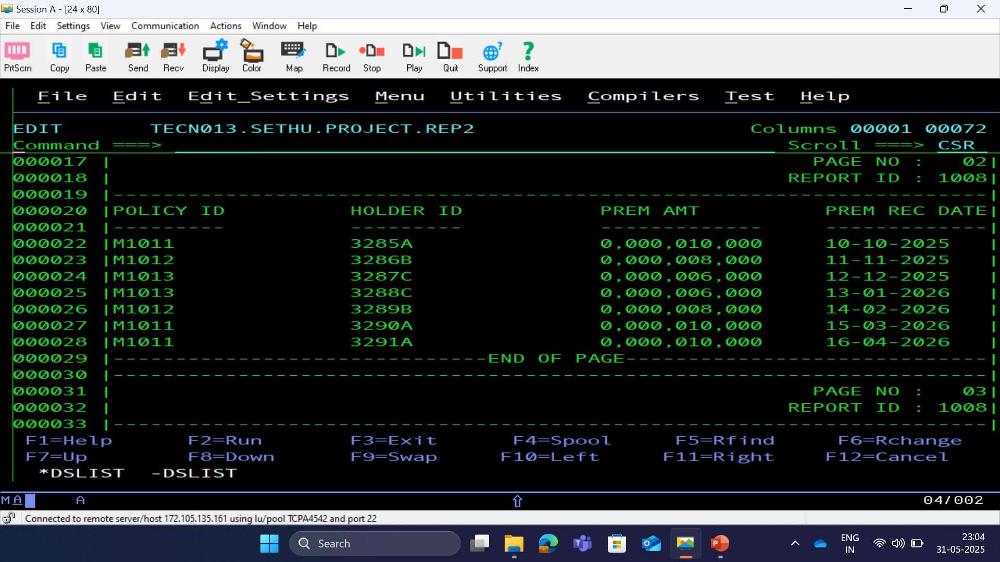 Session A - [24 x 80]
File Edit Settings View Communication Actions Window Help
PrtScrn Copy Paste Send Recv Display Color Map Record Stop Play Quit Support Index
File Edit Edit_Settings Menu Utilities Compilers Test Help
EDIT TECN013.SETHU.PROJECT.REP2 Columns 00001 00072
Command ===> Scroll ===> CSR
000017 | PAGE NO : 02|
000018 | REPORT ID : 1008|
000019 |----------------------------------------------------------------------|
000020 |POLICY ID HOLDER ID PREM AMT PREM REC DATE|
000021 |--------- --------- ------------- -------------|
000022 |M1011 3285A 0,000,010,000 10-10-2025 |
000023 |M1012 3286B 0,000,008,000 11-11-2025 |
000024 |M1013 3287C 0,000,006,000 12-12-2025 |
000025 |M1013 3288C 0,000,006,000 13-01-2026 |
000026 |M1012 3289B 0,000,008,000 14-02-2026 |
000027 |M1011 3290A 0,000,010,000 15-03-2026 |
000028 |M1011 3291A 0,000,010,000 16-04-2026 |
000029 |------------------------------END OF PAGE-----------------------------|
000030 |----------------------------------------------------------------------|
000031 | PAGE NO : 03|
000032 | REPORT ID : 1008|
000033 |----------------------------------------------------------------------|
F1=Help F2=Run F3=Exit F4=Spool F5=Rfind F6=Rchange
F7=Up F8=Down F9=Swap F10=Left F11=Right F12=Cancel
*DSLIST -DSLIST
MA A 04/002
Connected to remote server/host 172.105.135.161 using lu/pool TCPA4542 and port 22
Search ENG 23:04
IN 31-05-2025